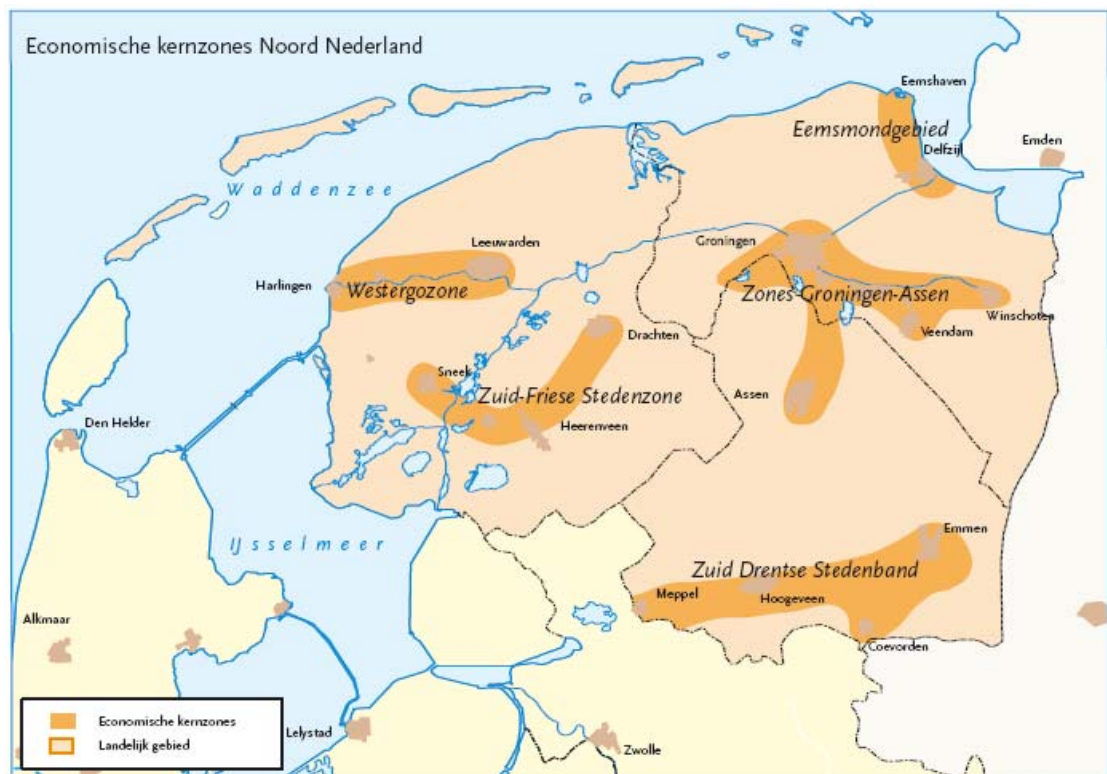 Economische kernzones Noord Nederland
Eemshaven
Eemsmondgebied
Delfzijl
Emden
Waddenzee
Groningen
Leeuwarden
Harlingen
Westergozone
Zones-Groningen-Assen
Winschoten
Veendam
Drachten
Sneek
Zuid-Friese Stedenzone
Assen
Heerenveen
Den Helder
IJsselmeer
Emmen
Zuid Drentse Stedenband
Meppel
Hoogeveen
Coevorden
Alkmaar
Lelystad
Zwolle
Economische kernzones
Landelijk gebied